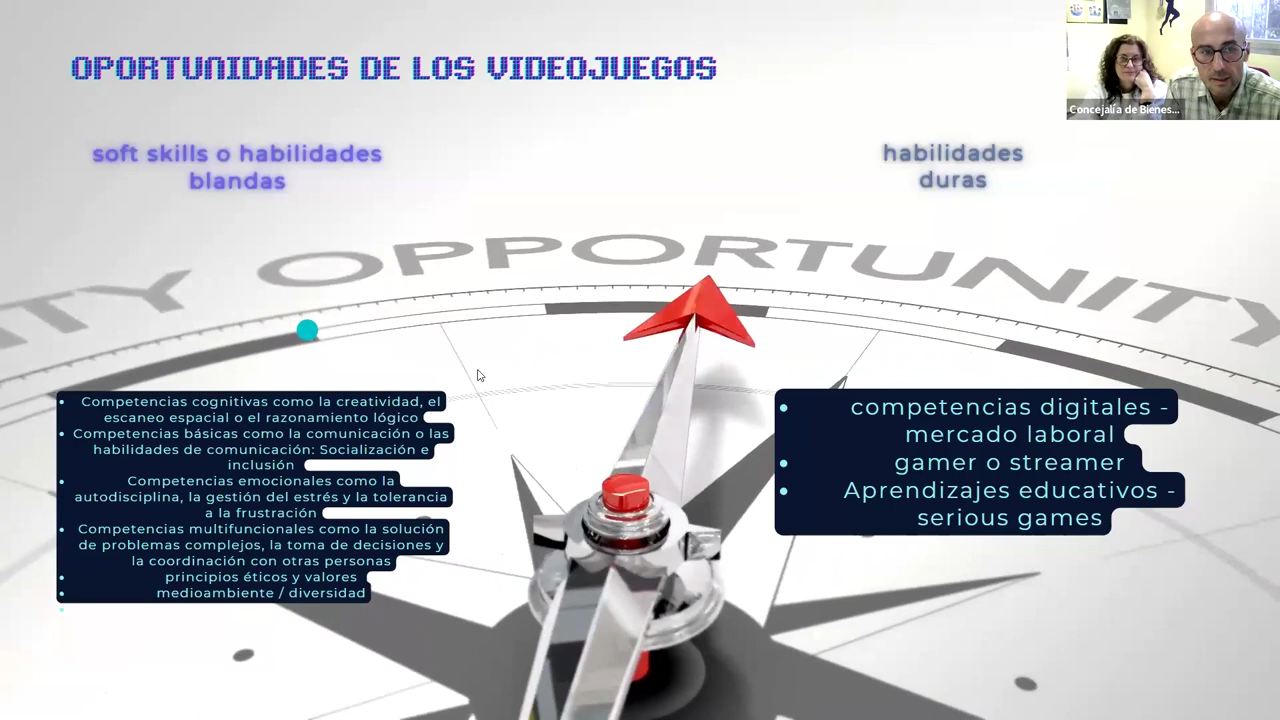 OPORTUNIDADES DE LOS VIDEOJUEGOS
Concejalía de Bienes...
soft skills o habilidades
blandas
habilidades
duras
ITY OPPORTUNITY
• Competencias cognitivas como la creatividad, el
escaneo espacial o el razonamiento lógico
• Competencias básicas como la comunicación o las
habilidades de comunicación: Socialización e
inclusión
• Competencias emocionales como la
autodisciplina, la gestión del estrés y la tolerancia
a la frustración
• Competencias multifuncionales como la solución
de problemas complejos, la toma de decisiones y
la coordinación con otras personas
• principios éticos y valores
• medioambiente / diversidad
• competencias digitales -
mercado laboral
• gamer o streamer
• Aprendizajes educativos -
serious games